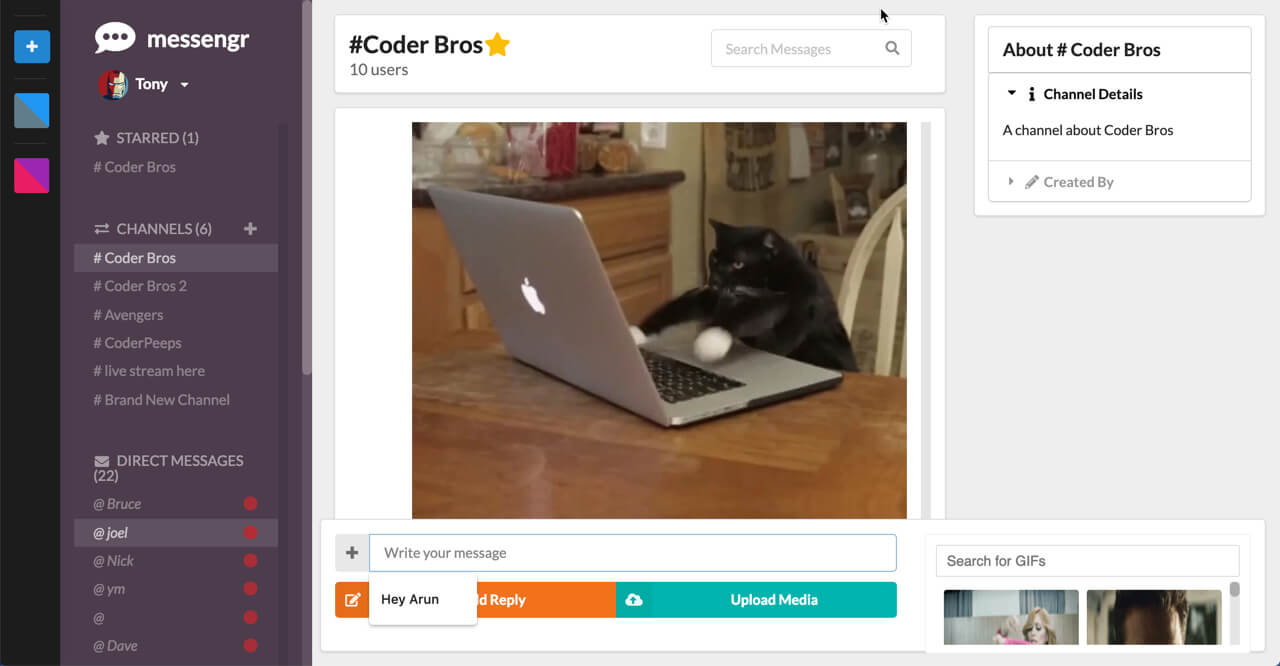 messengr
Tony
STARRED (1)
# Coder Bros
CHANNELS (6)
# Coder Bros
# Coder Bros 2
# Avengers
# CoderPeeps
# live stream here
# Brand New Channel
DIRECT MESSAGES
(22)
@ Bruce
@ joel
@ Nick
@ ym
@
@ Dave
#Coder Bros
10 users
Search Messages
Write your message
Hey Arun
d Reply
Upload Media
Search for GIFs
About # Coder Bros
Channel Details
A channel about Coder Bros
Created By